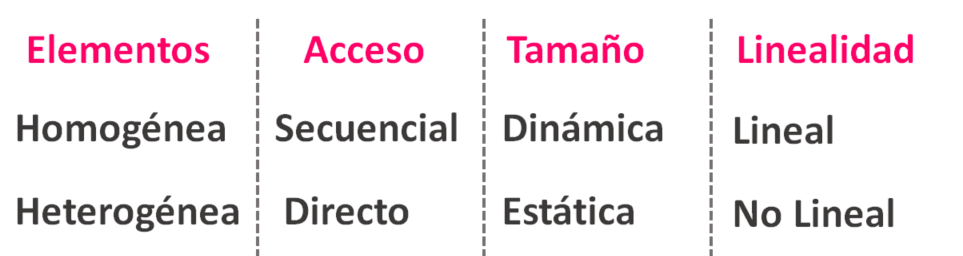 Elementos Acceso Tamaño Linealidad
Homogénea Secuencial Dinámica Lineal
Heterogénea Directo Estática No Lineal